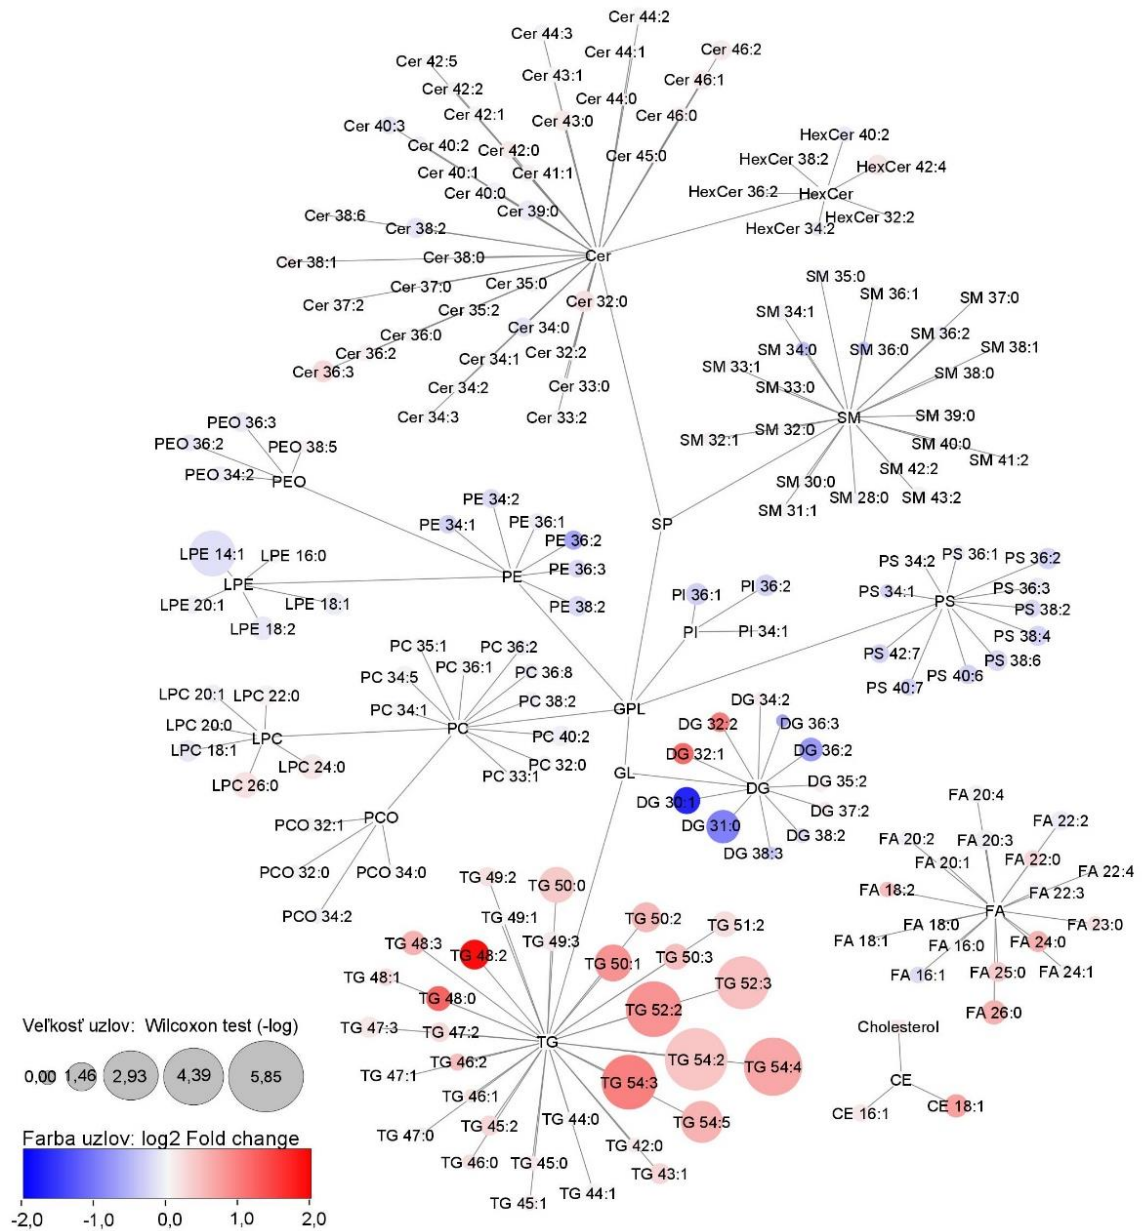 Cer 44:2
Cer 44:3
Cer 44:1
Cer 46:2
Cer 42:5
Cer 43:1
Cer 46:1
Cer 42:2
Cer 44:0
Cer 42:1
Cer 43:0
Cer 46:0
Cer 40:3
Cer 40:2
Cer 42:0
Cer 45:0
Cer 40:1
Cer 41:1
Cer 40:0
Cer 39:0
Cer 38:6
Cer 38:2
Cer 38:1
Cer 38:0
Cer
Cer 37:0
Cer 35:0
Cer 37:2
Cer 35:2
Cer 32:0
Cer 36:0
Cer 34:0
Cer 36:2
Cer 34:1
Cer 32:2
Cer 36:3
Cer 34:2
Cer 33:0
Cer 34:3
Cer 33:2
HexCer 40:2
HexCer 38:2
HexCer 42:4
HexCer 36:2
HexCer
HexCer 32:2
HexCer 34:2
SM 35:0
SM 36:1
SM 37:0
SM 34:1
SM 36:2
SM 34:0
SM 36:0
SM 38:1
SM 33:1
SM 38:0
SM 33:0
SM
SM 39:0
SM 32:1
SM 32:0
SM 40:0
SM 41:2
SM 42:2
SM 30:0
SM 28:0
SM 43:2
SM 31:1
PEO 36:3
PEO 36:2
PEO 38:5
PEO 34:2
PEO
SP
PE 34:2
PE 34:1
PE 36:1
PE 36:2
PE 36:3
PE
PE 38:2
LPE 14:1
LPE 16:0
LPE
LPE 20:1
LPE 18:1
LPE 18:2
PI 36:1
PI 36:2
PI
PI 34:1
PS 34:2
PS 36:1
PS 36:2
PS 34:1
PS 36:3
PS
PS 38:2
PS 38:4
PS 42:7
PS 38:6
PS 40:6
PS 40:7
PC 35:1
PC 36:2
PC 36:1
PC 34:5
PC 36:8
PC 34:1
PC 38:2
PC
PC 40:2
PC 32:0
PC 33:1
GPL
LPC 20:1
LPC 22:0
LPC 20:0
LPC
LPC 18:1
LPC 24:0
LPC 26:0
GL
DG 34:2
DG 32:2
DG 36:3
DG 32:1
DG 36:2
DG
DG 35:2
DG 30:1
DG 37:2
DG 31:0
DG 38:2
DG 38:3
PCO
PCO 32:1
PCO 32:0
PCO 34:0
PCO 34:2
FA 20:4
FA 22:2
FA 20:2
FA 20:3
FA 20:1
FA 22:0
FA 22:4
FA 18:2
FA 22:3
FA
FA 18:0
FA 23:0
FA 18:1
FA 16:0
FA 24:0
FA 16:1
FA 25:0
FA 24:1
FA 26:0
Cholesterol
CE
CE 16:1
CE 18:1
TG 49:2
TG 50:0
TG 49:1
TG 50:2
TG 51:2
TG 48:3
TG 49:3
TG 48:2
TG 50:1
TG 50:3
TG 48:1
TG 52:3
TG 48:0
TG 52:2
TG 47:3
TG 47:2
TG
TG 46:2
TG 54:2
TG 54:4
TG 47:1
TG 54:3
TG 46:1
TG 44:0
TG 54:5
TG 47:0
TG 45:2
TG 42:0
TG 46:0
TG 45:0
TG 43:1
TG 44:1
TG 45:1
Veľkosť uzlov: Wilcoxon test (-log)
0,00 1,46 2,93 4,39 5,85
Farba uzlov: log2 Fold change
-2,0 -1,0 0,0 1,0 2,0